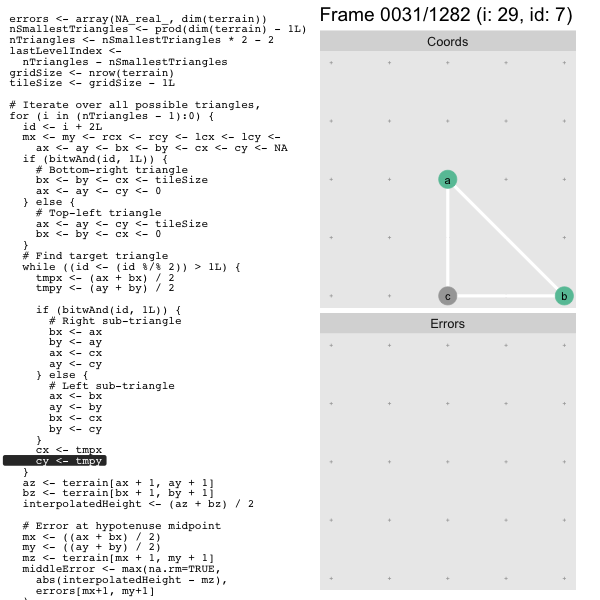 errors <- array(NA_real_, dim(terrain))
nSmallestTriangles <- prod(dim(terrain) - 1L)
nTriangles <- nSmallestTriangles * 2 - 2
lastLevelIndex <-
  nTriangles - nSmallestTriangles
gridSize <- nrow(terrain)
tileSize <- gridSize - 1L

# Iterate over all possible triangles,
for (i in (nTriangles - 1):0) {
  id <- i + 2L
  mx <- my <- rcx <- rcy <- lcx <- lcy <-
    ax <- ay <- bx <- by <- cx <- cy <- NA
  if (bitwAnd(id, 1L)) {
    # Bottom-right triangle
    bx <- by <- cx <- tileSize
    ax <- ay <- cy <- 0
  } else {
    # Top-left triangle
    ax <- ay <- cy <- tileSize
    bx <- by <- cx <- 0
  }
  # Find target triangle
  while ((id <- (id %/% 2)) > 1L) {
    tmpx <- (ax + bx) / 2
    tmpy <- (ay + by) / 2

    if (bitwAnd(id, 1L)) {
      # Right sub-triangle
      bx <- ax
      by <- ay
      ax <- cx
      ay <- cy
    } else {
      # Left sub-triangle
      ax <- bx
      ay <- by
      bx <- cx
      by <- cy
    }
    cx <- tmpx
    cy <- tmpy
  }
  az <- terrain[ax + 1, ay + 1]
  bz <- terrain[bx + 1, by + 1]
  interpolatedHeight <- (az + bz) / 2

  # Error at hypotenuse midpoint
  mx <- ((ax + bx) / 2)
  my <- ((ay + by) / 2)
  mz <- terrain[mx + 1, my + 1]
  middleError <- max(na.rm=TRUE,
    abs(interpolatedHeight - mz),
    errors[mx+1, my+1]
Frame 0031/1282 (i: 29, id: 7)
Coords
a
c
b
Errors